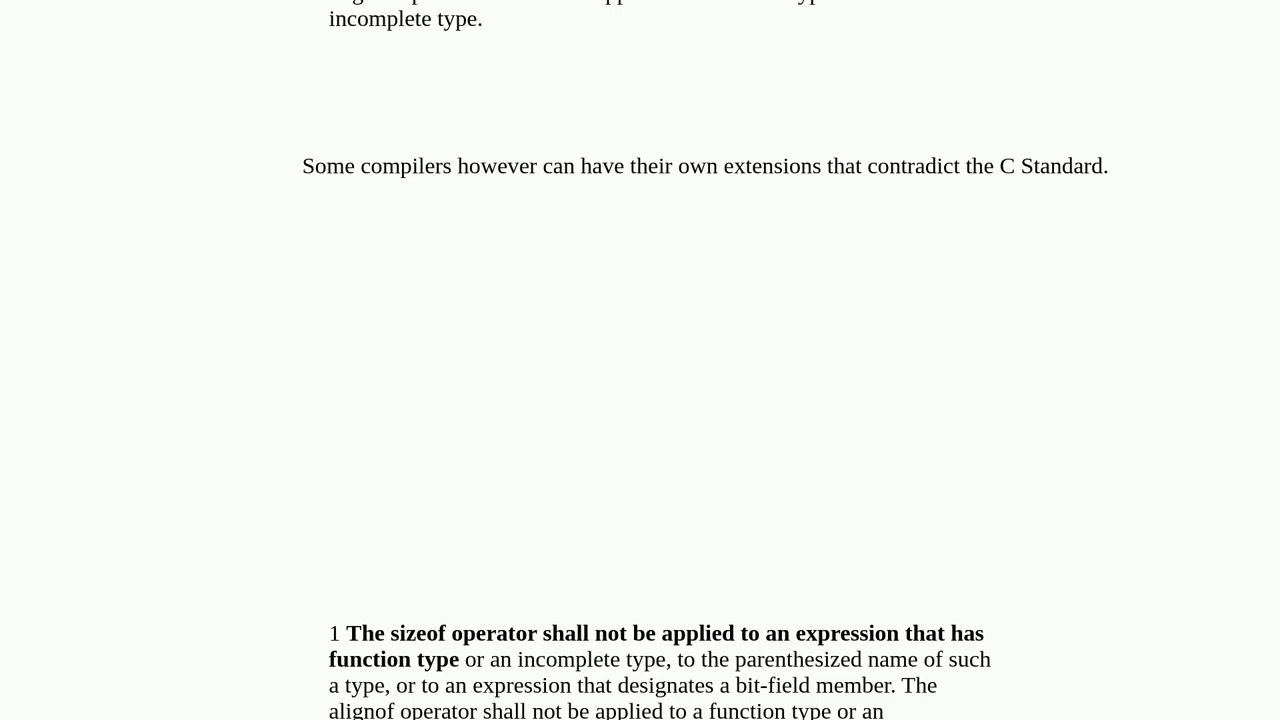 incomplete type.
Some compilers however can have their own extensions that contradict the C Standard.
1 The sizeof operator shall not be applied to an expression that has
function type or an incomplete type, to the parenthesized name of such
a type, or to an expression that designates a bit-field member. The
alignof operator shall not be applied to a function type or an